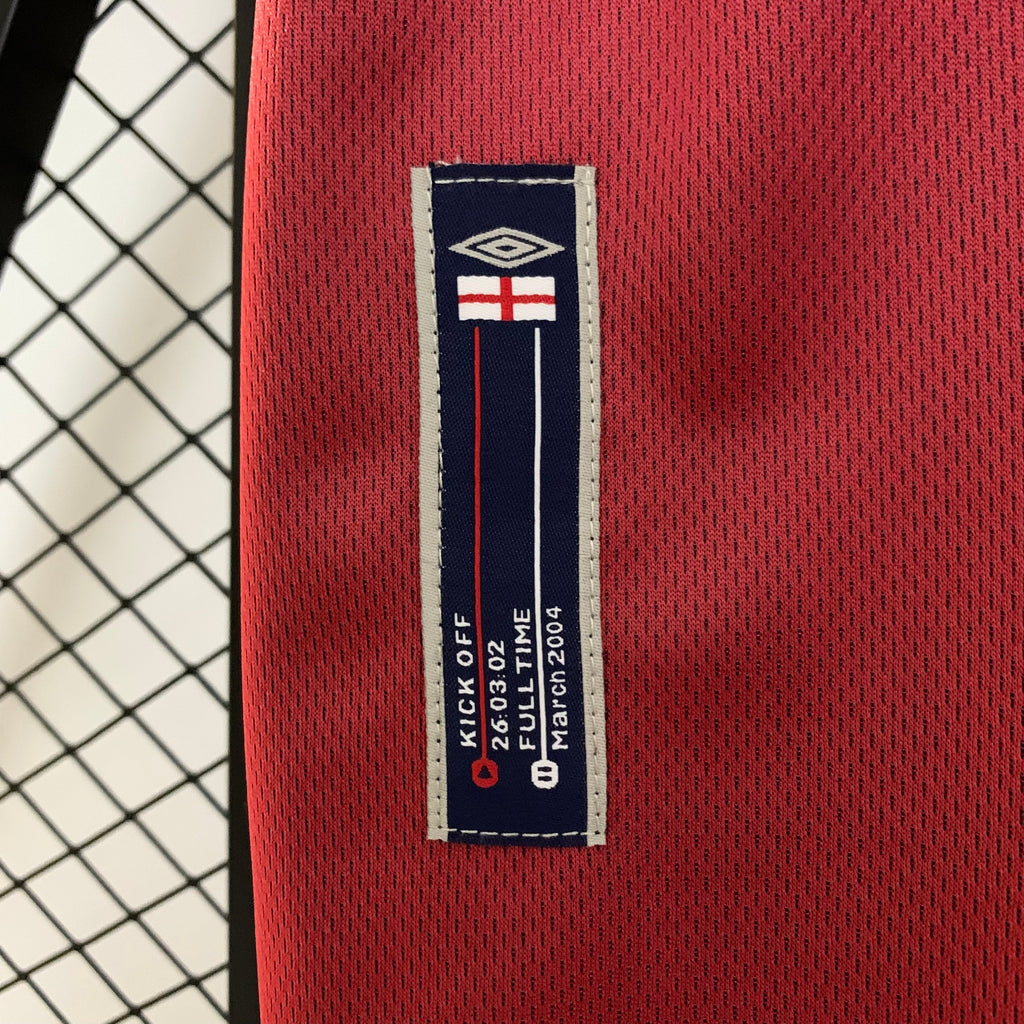 KICK OFF
26:03:02
FULL TIME
March 2004